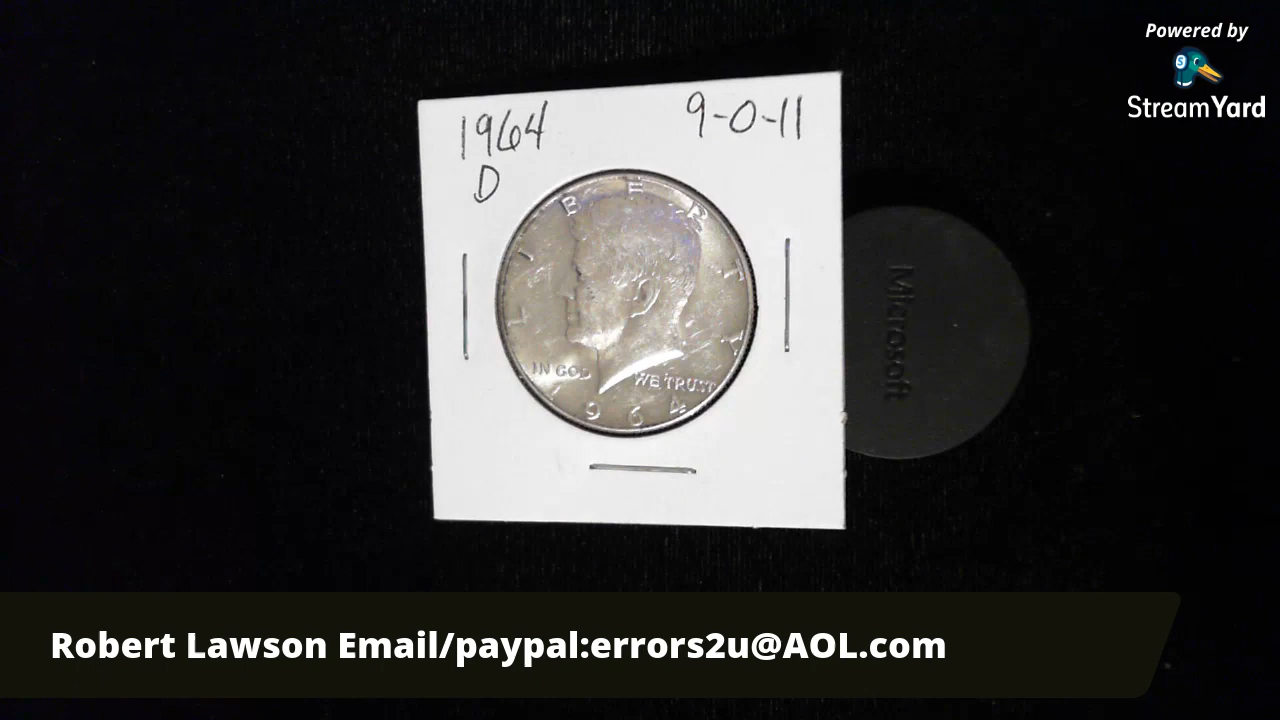 Powered by
StreamYard
1964
D
9-0-11
LIBERTY
IN GOD WE TRUST
1964
Microsoft
Robert Lawson Email/paypal:errors2u@AOL.com